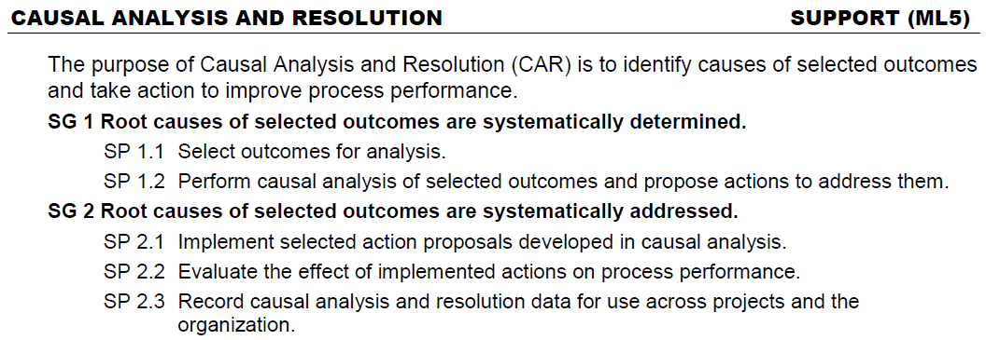 CAUSAL ANALYSIS AND RESOLUTION SUPPORT (ML5)
The purpose of Causal Analysis and Resolution (CAR) is to identify causes of selected outcomes
and take action to improve process performance.
SG 1 Root causes of selected outcomes are systematically determined.
SP 1.1 Select outcomes for analysis.
SP 1.2 Perform causal analysis of selected outcomes and propose actions to address them.
SG 2 Root causes of selected outcomes are systematically addressed.
SP 2.1 Implement selected action proposals developed in causal analysis.
SP 2.2 Evaluate the effect of implemented actions on process performance.
SP 2.3 Record causal analysis and resolution data for use across projects and the
organization.